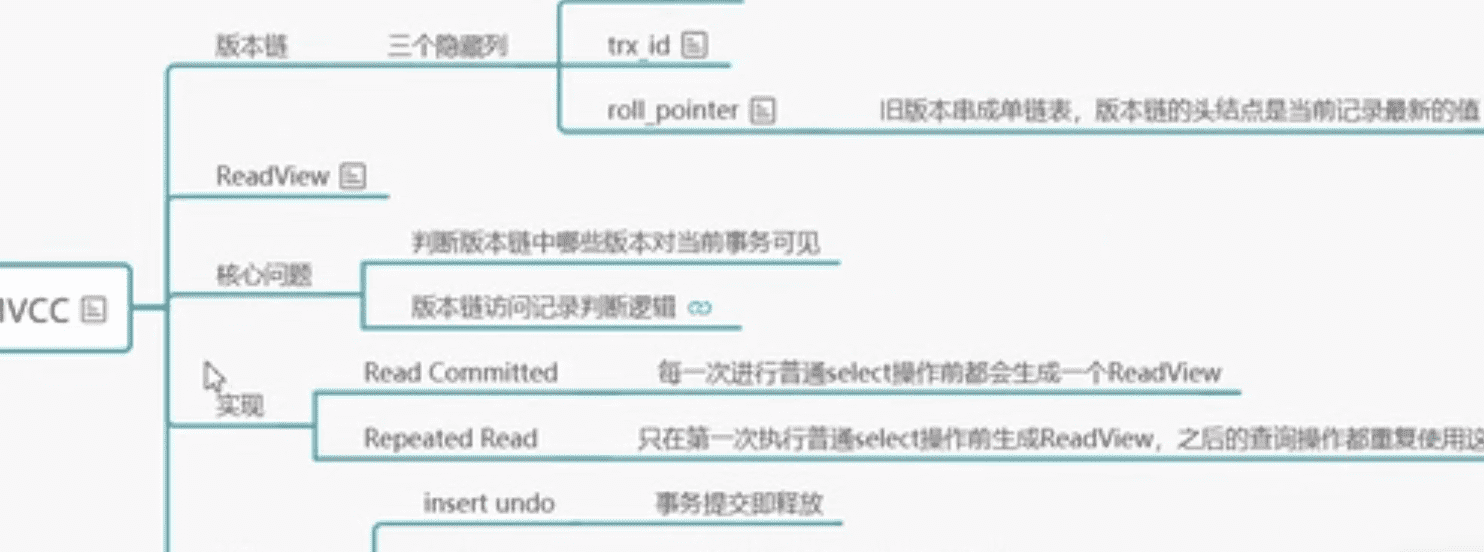 版本链 三个隐藏列
trx_id
roll_pointer 旧版本串成单链表，版本链的头结点是当前记录最新的值
ReadView
核心问题
判断版本链中哪些版本对当前事务可见
版本链访问记录判断逻辑
MVCC
实现
Read Committed 每一次进行普通select操作前都会生成一个ReadView
Repeated Read 只在第一次执行普通select操作前生成ReadView，之后的查询操作都重复使用这
insert undo 事务提交即释放